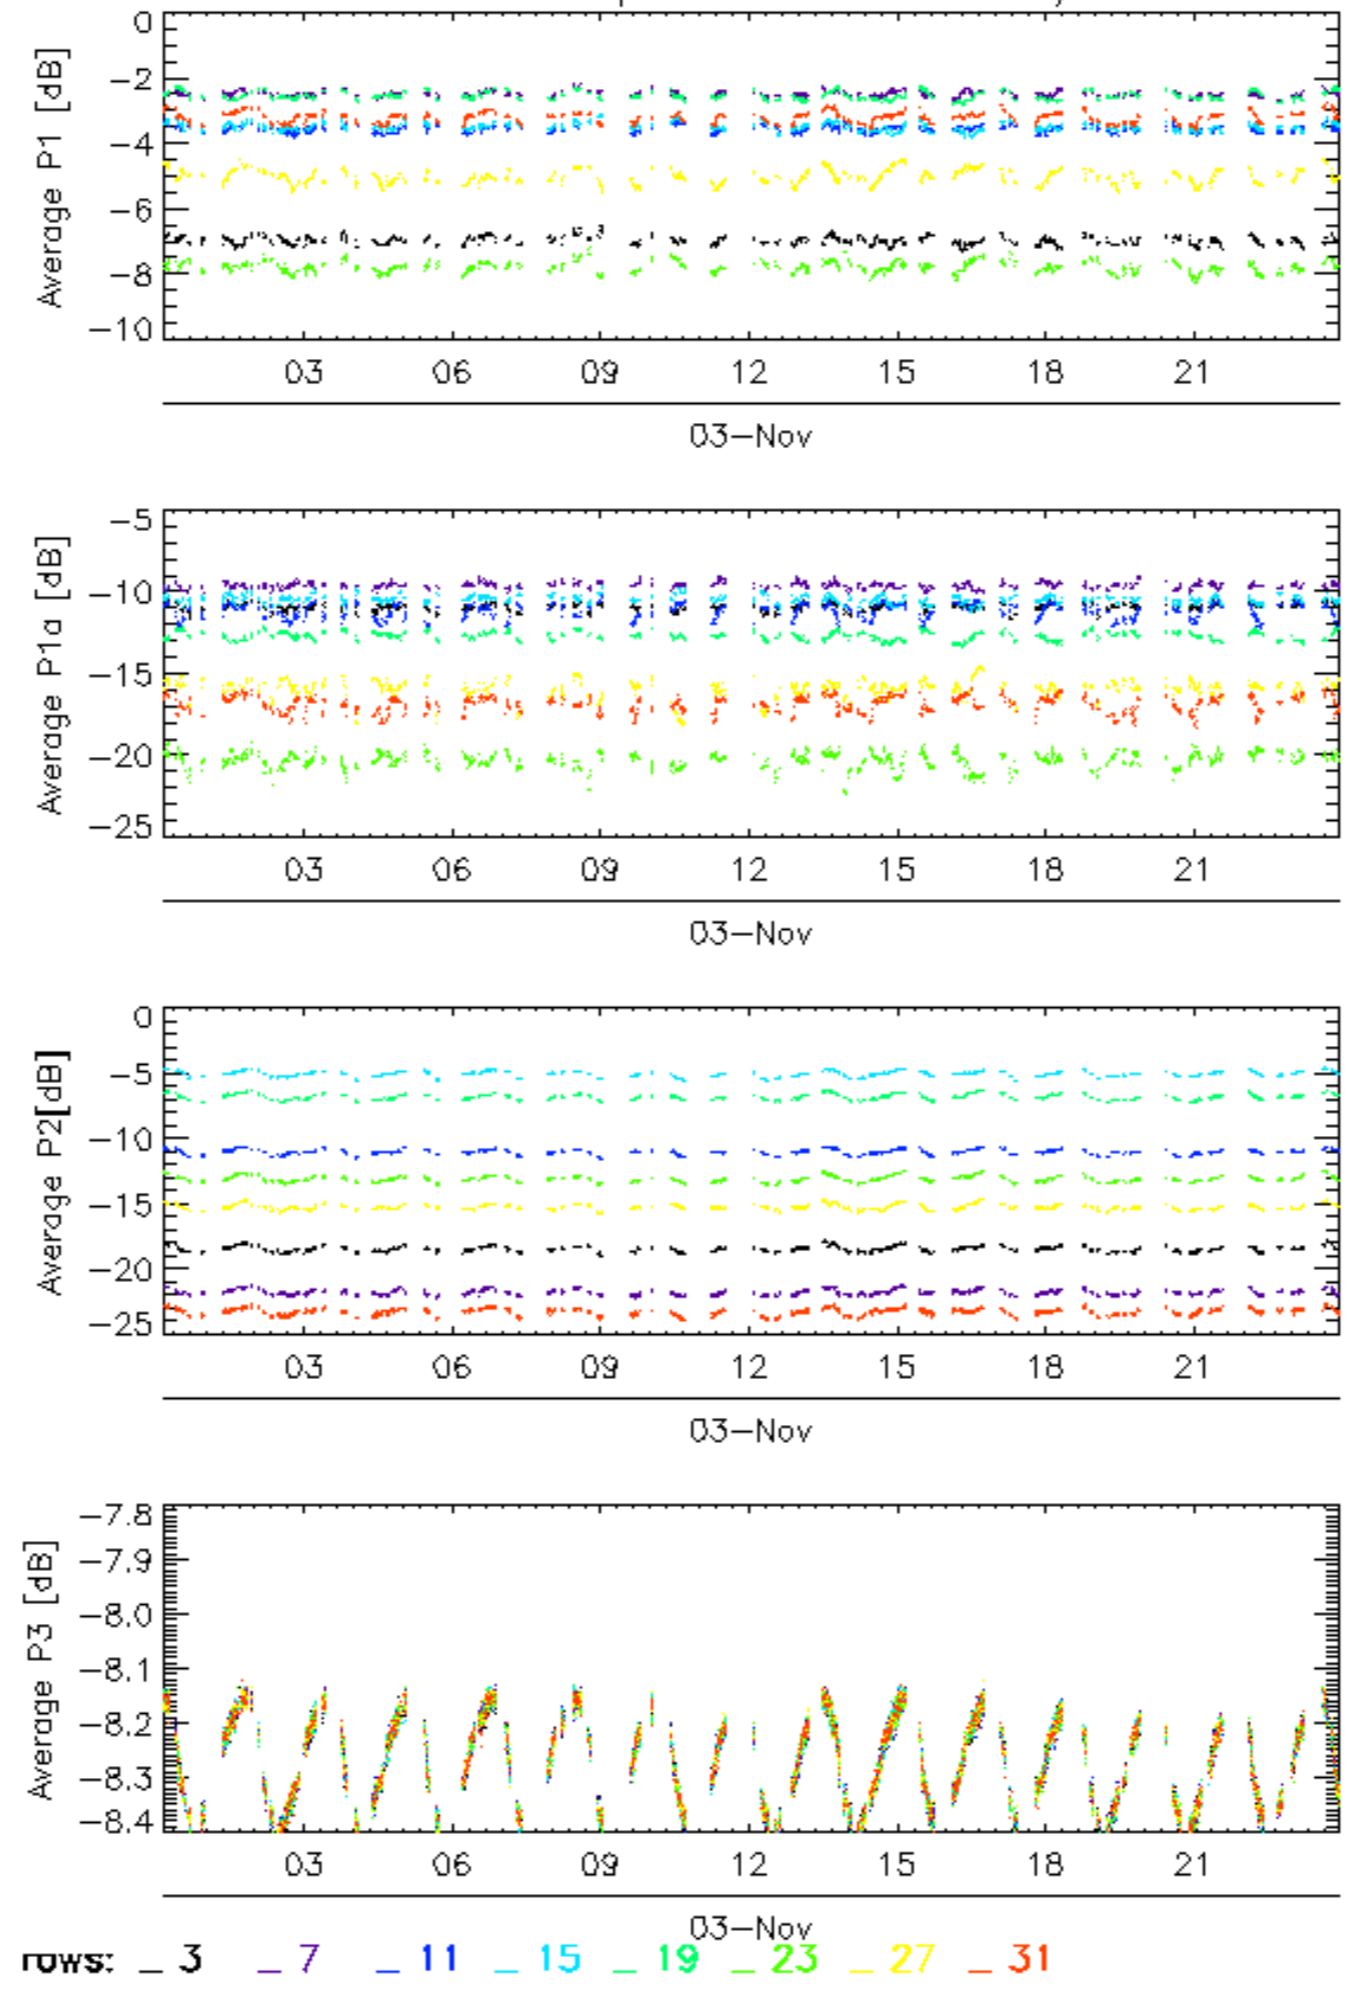 Average P1 [dB]
0
−2
−4
−6
−8
−10
03 06 09 12 15 18 21
03−Nov
Average P1a [dB]
−5
−10
−15
−20
−25
03 06 09 12 15 18 21
03−Nov
Average P2[dB]
0
−5
−10
−15
−20
−25
03 06 09 12 15 18 21
03−Nov
Average P3 [dB]
−7.8
−7.9
−8.0
−8.1
−8.2
−8.3
−8.4
03 06 09 12 15 18 21
03−Nov
rows: _ 3 _ 7 _ 11 _ 15 _ 19 _ 23 _ 27 _ 31